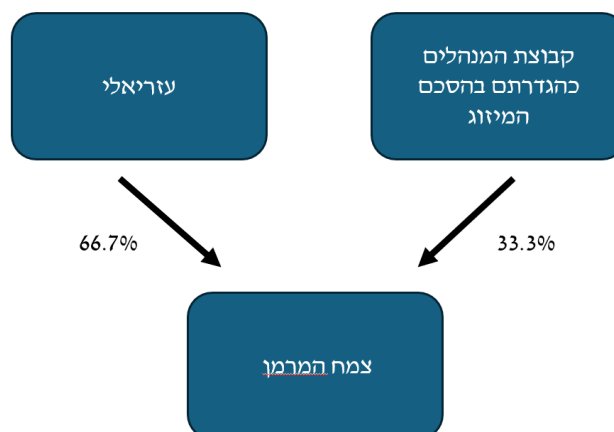 קבוצת המנהלים
כהגדרתם בהסכם
המיזוג
עזריאלי
33.3%
66.7%
צמח המרמן